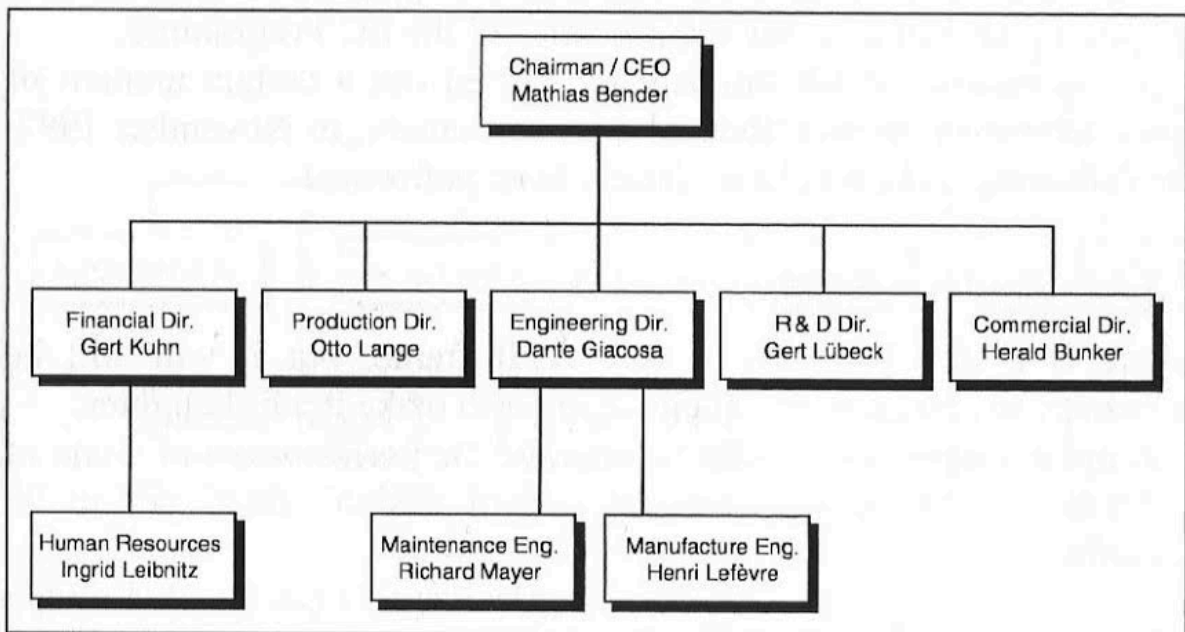 Chairman / CEO
Mathias Bender
Financial Dir.
Gert Kuhn
Production Dir.
Otto Lange
Engineering Dir.
Dante Giacosa
R & D Dir.
Gert Lübeck
Commercial Dir.
Herald Bunker
Human Resources
Ingrid Leibnitz
Maintenance Eng.
Richard Mayer
Manufacture Eng.
Henri Lefèvre